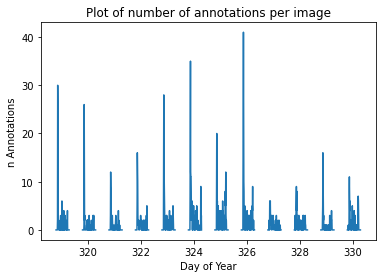 Plot of number of annotations per image
40
30
20
10
0
n Annotations
320 322 324 326 328 330
Day of Year